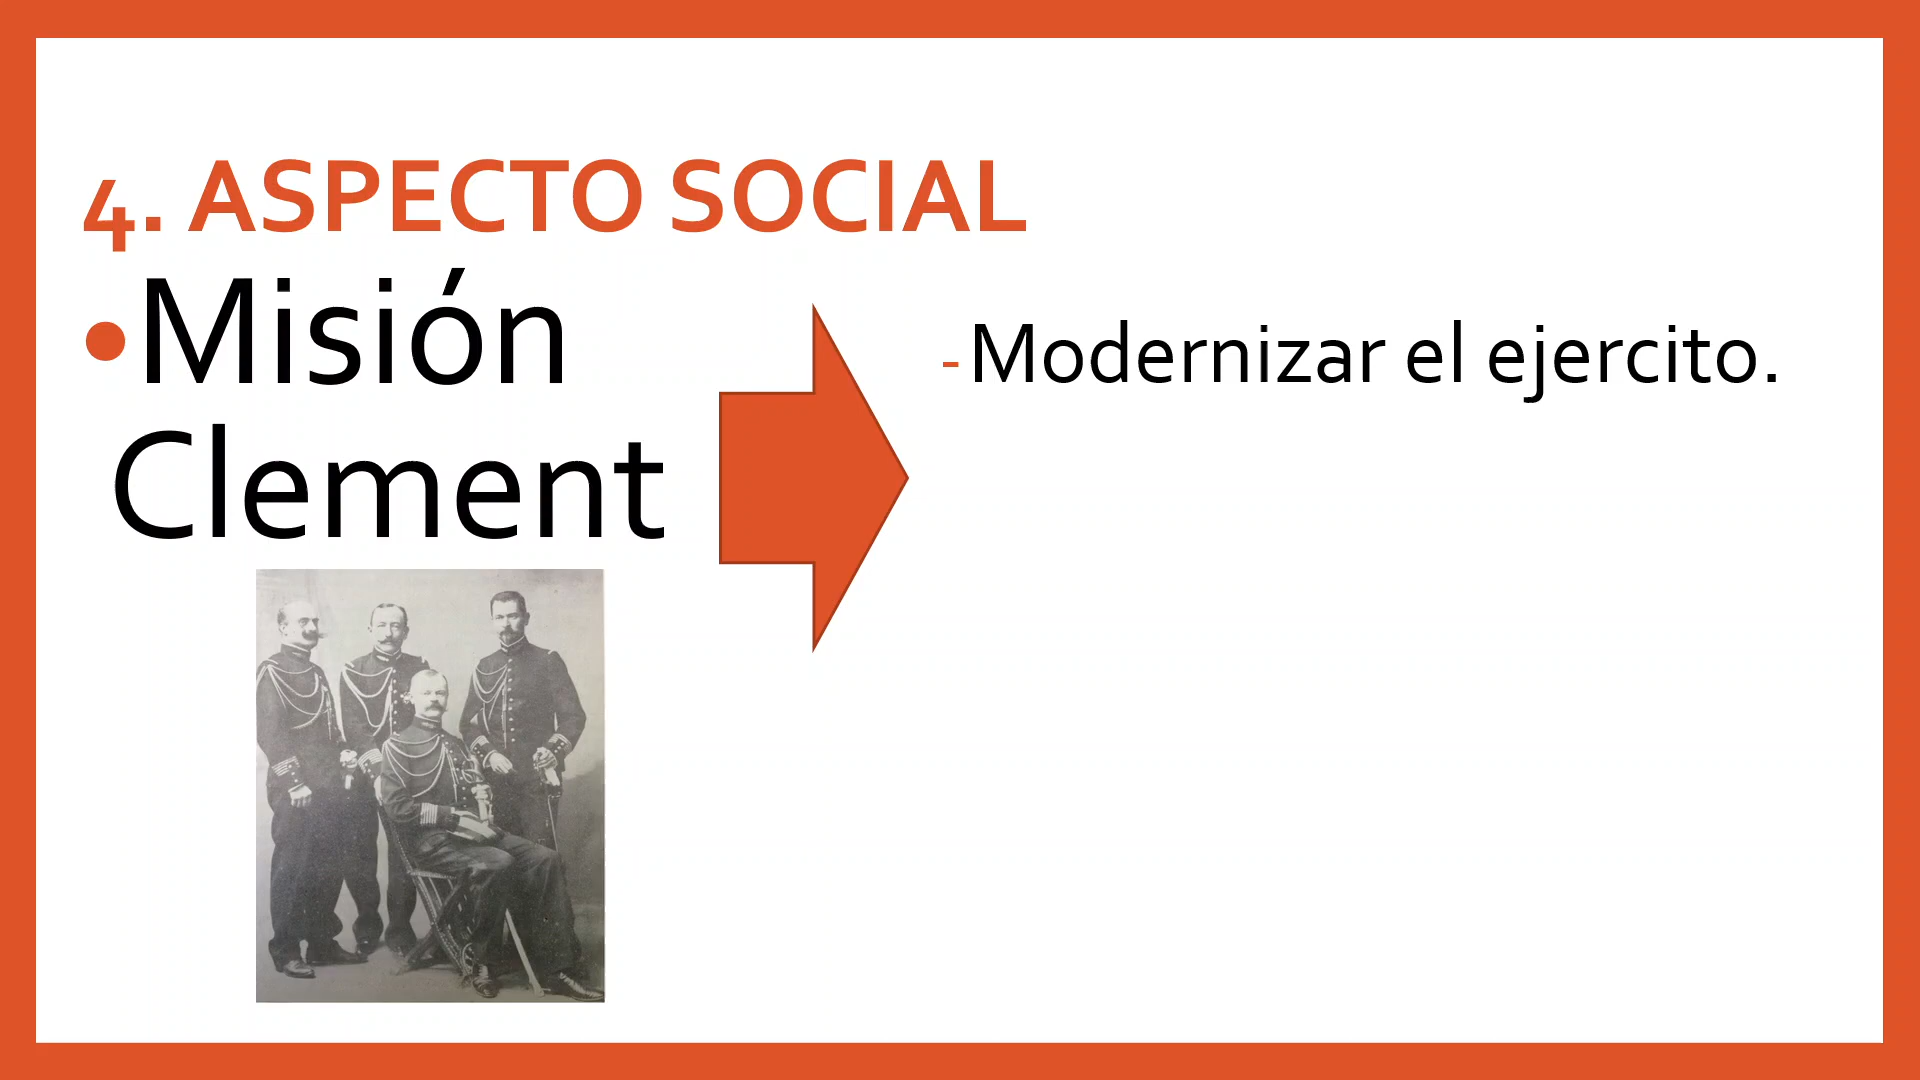 4. ASPECTO SOCIAL
•Misión
Clement
-Modernizar el ejercito.